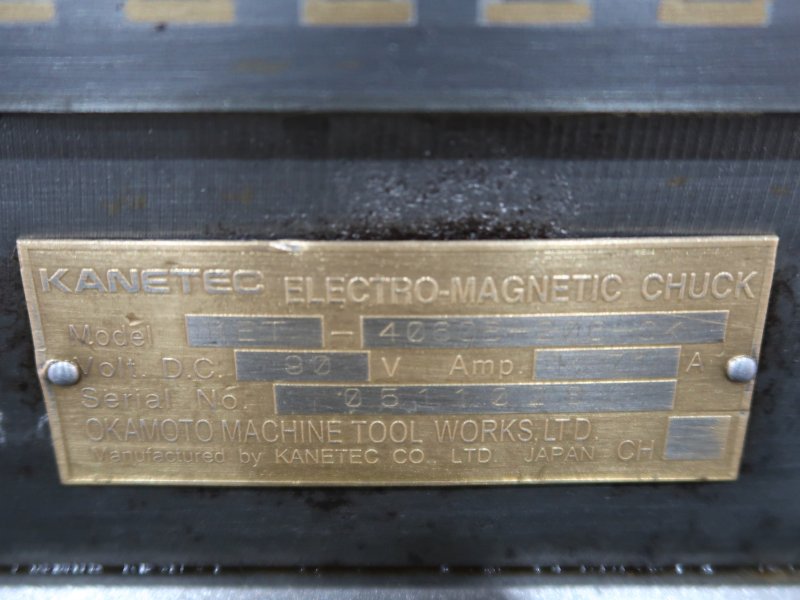 KANETEC ELECTRO-MAGNETIC CHUCK
Model
Volt. D.C. 90 V Amp. A
Serial No.
OKAMOTO MACHINE TOOL WORKS, LTD.
Manufactured by KANETEC CO., LTD. JAPAN CH